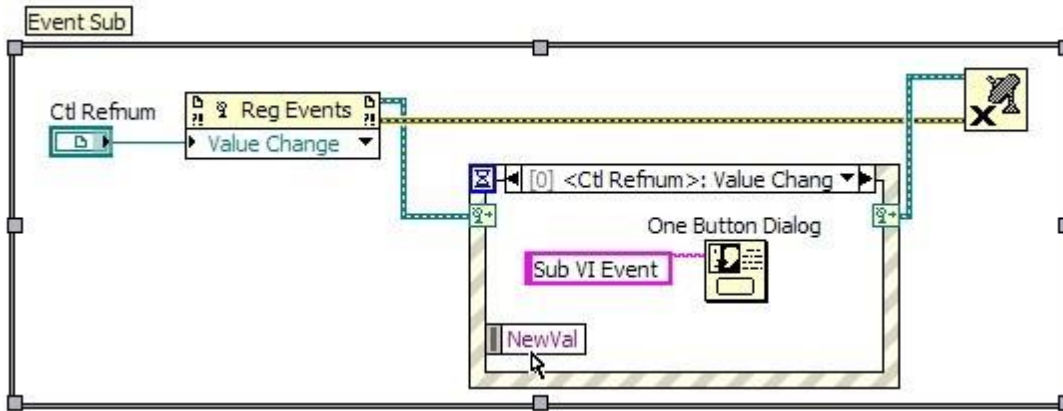 Event Sub
Ctl Refnum
Reg Events
Value Change
[0] <Ctl Refnum>: Value Chang
One Button Dialog
Sub VI Event
NewVal